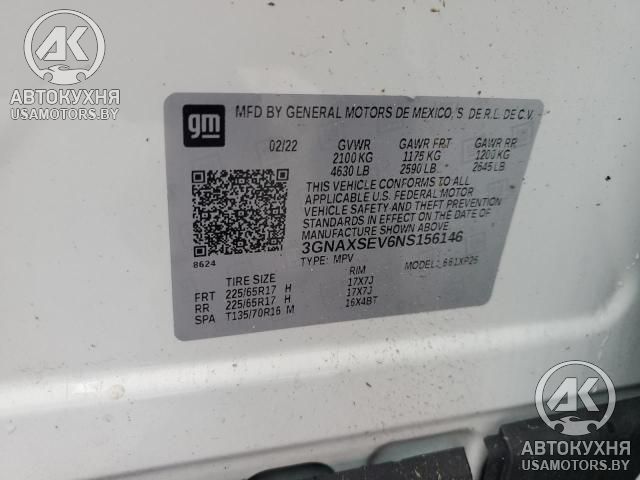 AK
АВТОКУХНЯ
USAMOTORS.BY
gm
MFD BY GENERAL MOTORS DE MEXICO, S. DE R.L. DE C.V.
02/22 GVWR GAWR FRT GAWR RR
2100 KG 1175 KG 1200 KG
4630 LB 2590 LB 2645 LB
THIS VEHICLE CONFORMS TO ALL
APPLICABLE U.S. FEDERAL MOTOR
VEHICLE SAFETY AND THEFT PREVENTION
STANDARDS IN EFFECT ON THE DATE OF
MANUFACTURE SHOWN ABOVE.
3GNAXSEV6NS156146
8624
TYPE: MPV MODEL: 1XP26
TIRE SIZE RIM
FRT 225/65R17 H 17X7J
RR 225/65R17 H 17X7J
SPA T135/70R16 M 16X4BT
AK
АВТОКУХНЯ
USAMOTORS.BY